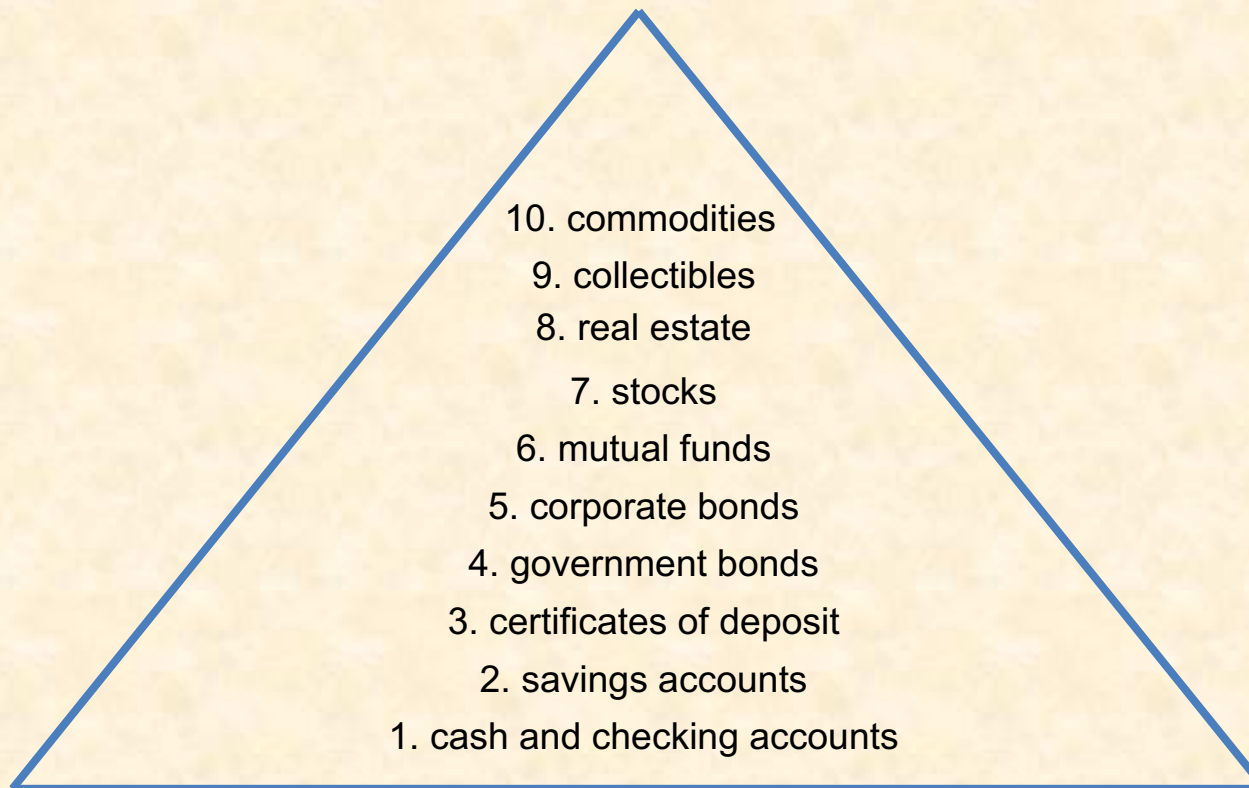 10. commodities
9. collectibles
8. real estate
7. stocks
6. mutual funds
5. corporate bonds
4. government bonds
3. certificates of deposit
2. savings accounts
1. cash and checking accounts